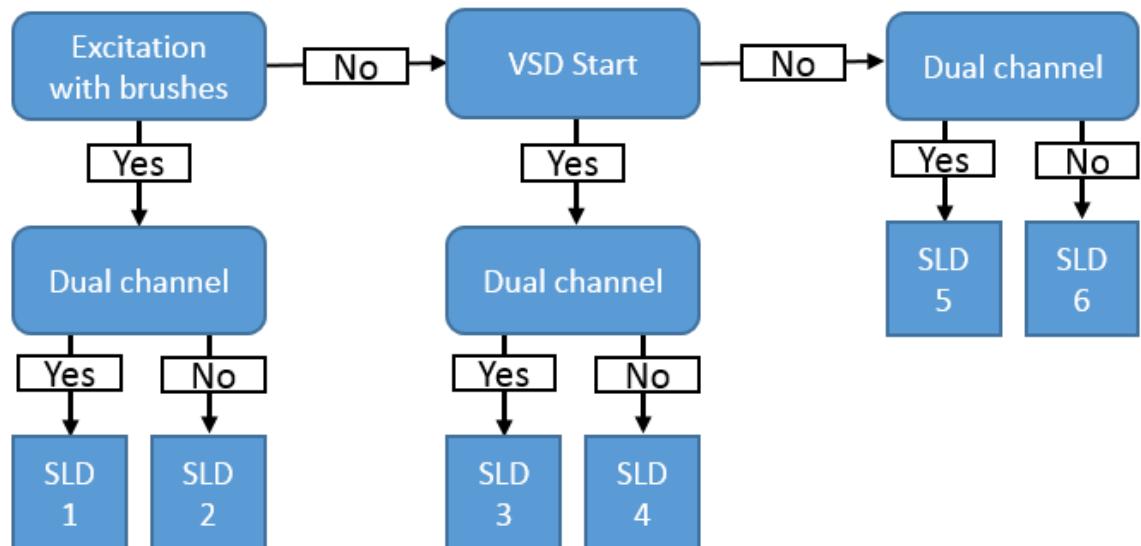 Excitation
with brushes
No
VSD Start
No
Dual channel
Yes
Yes
Yes
No
Dual channel
Dual channel
SLD
5
SLD
6
Yes
No
Yes
No
SLD
1
SLD
2
SLD
3
SLD
4